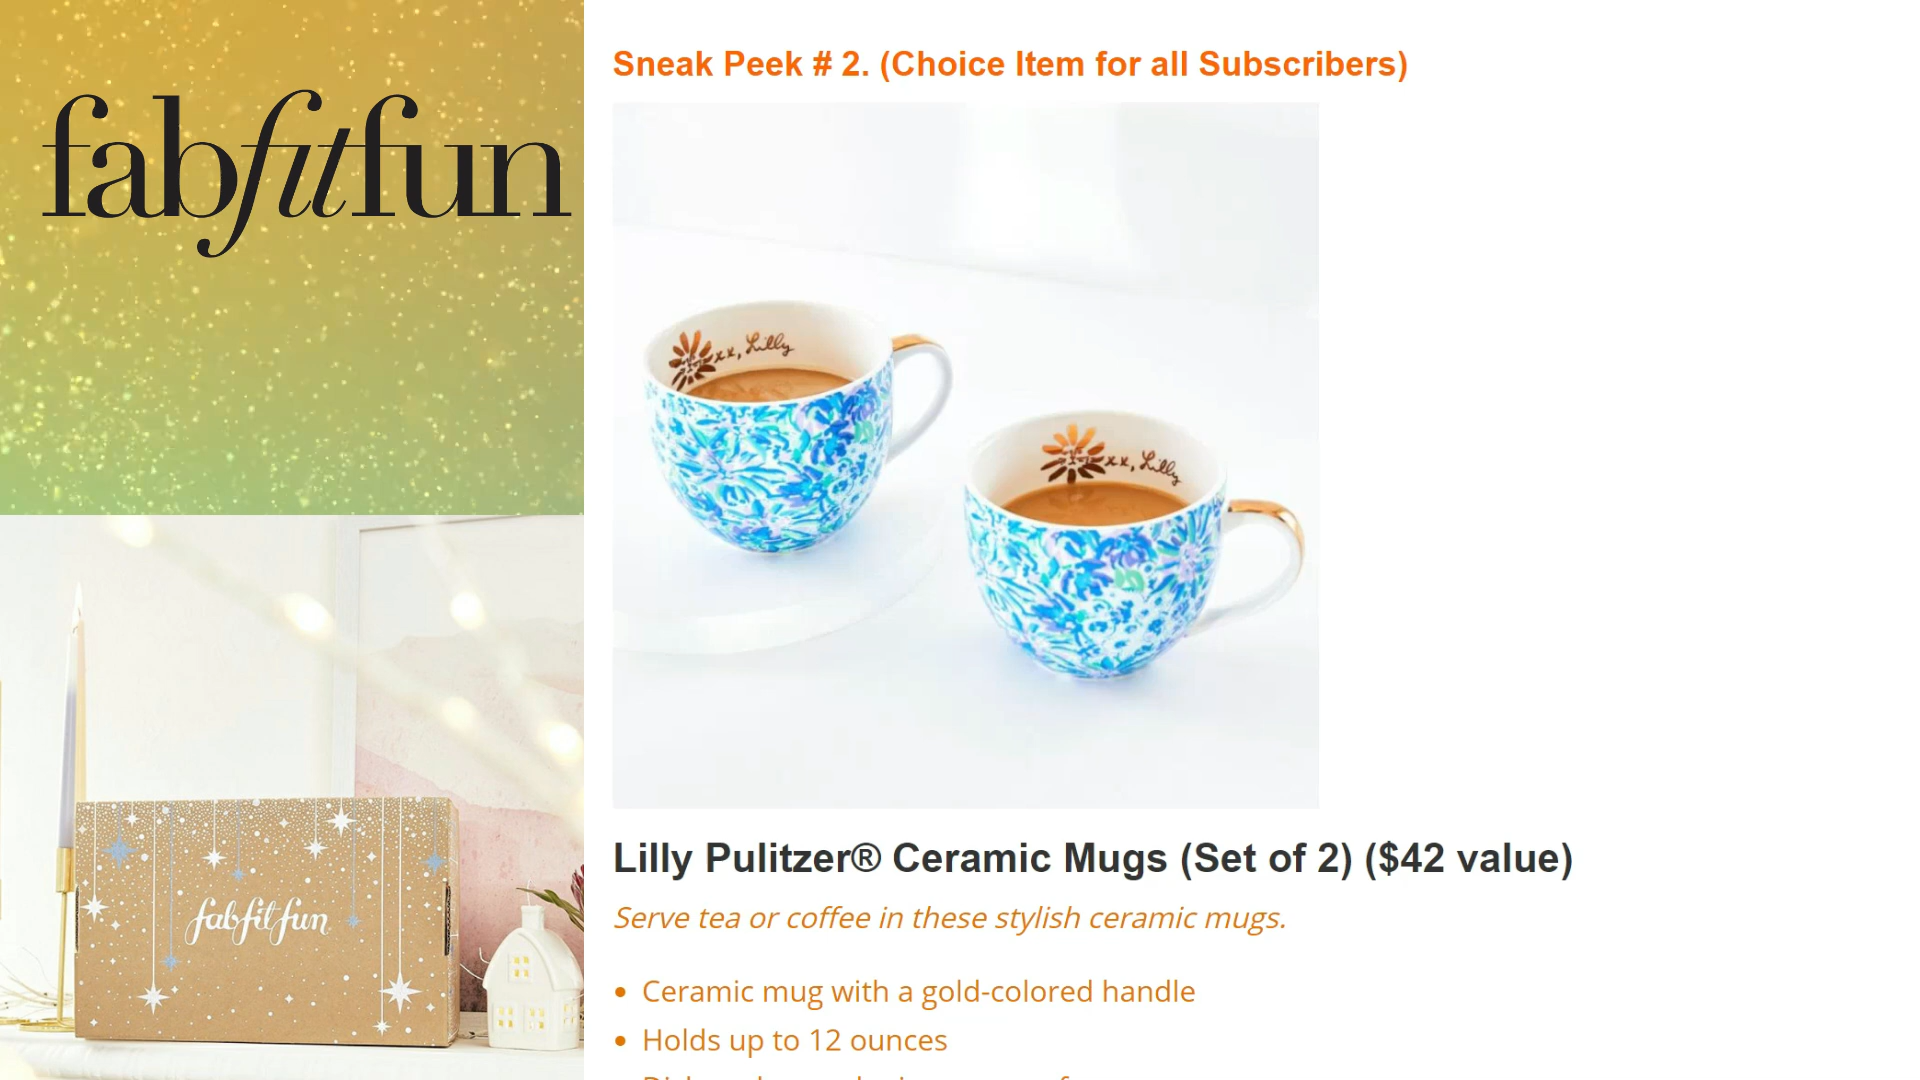 fabfitfun
Sneak Peek # 2. (Choice Item for all Subscribers)
xx, Lilly
xx, Lilly
Lilly Pulitzer® Ceramic Mugs (Set of 2) ($42 value)
Serve tea or coffee in these stylish ceramic mugs.
• Ceramic mug with a gold-colored handle
• Holds up to 12 ounces
fabfitfun